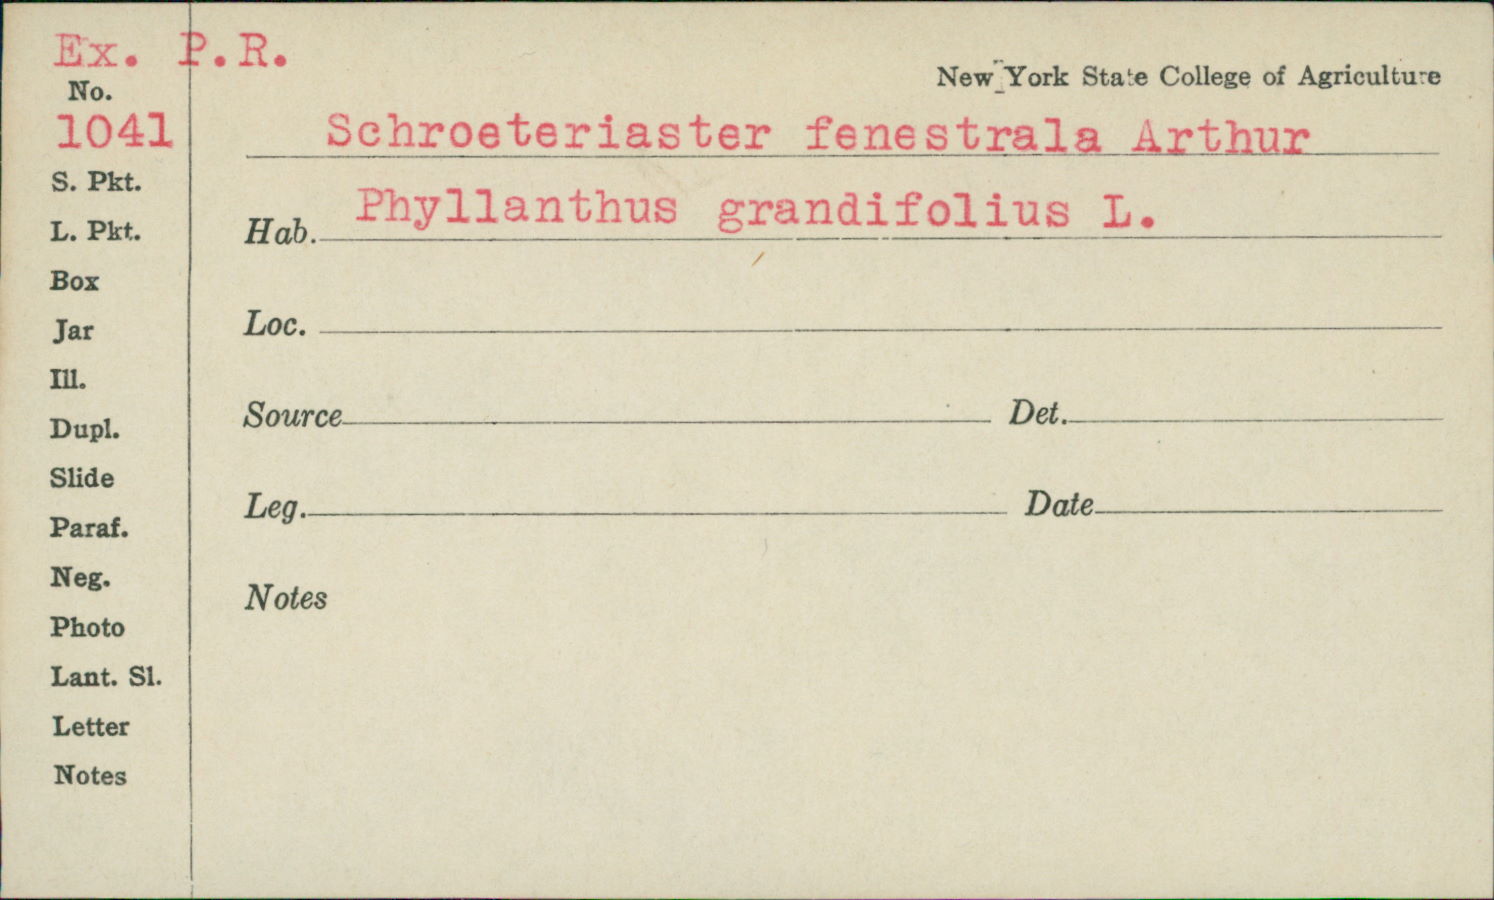 Ex. P.R.
New York State College of Agriculture
No.
1041
Schroeteriaster fenestrala Arthur
S. Pkt.
Hab. Phyllanthus grandifolius L.
L. Pkt.
Box
Loc.
Jar
Ill.
Source Det.
Dupl.
Slide
Leg. Date
Paraf.
Neg.
Notes
Photo
Lant. Sl.
Letter
Notes